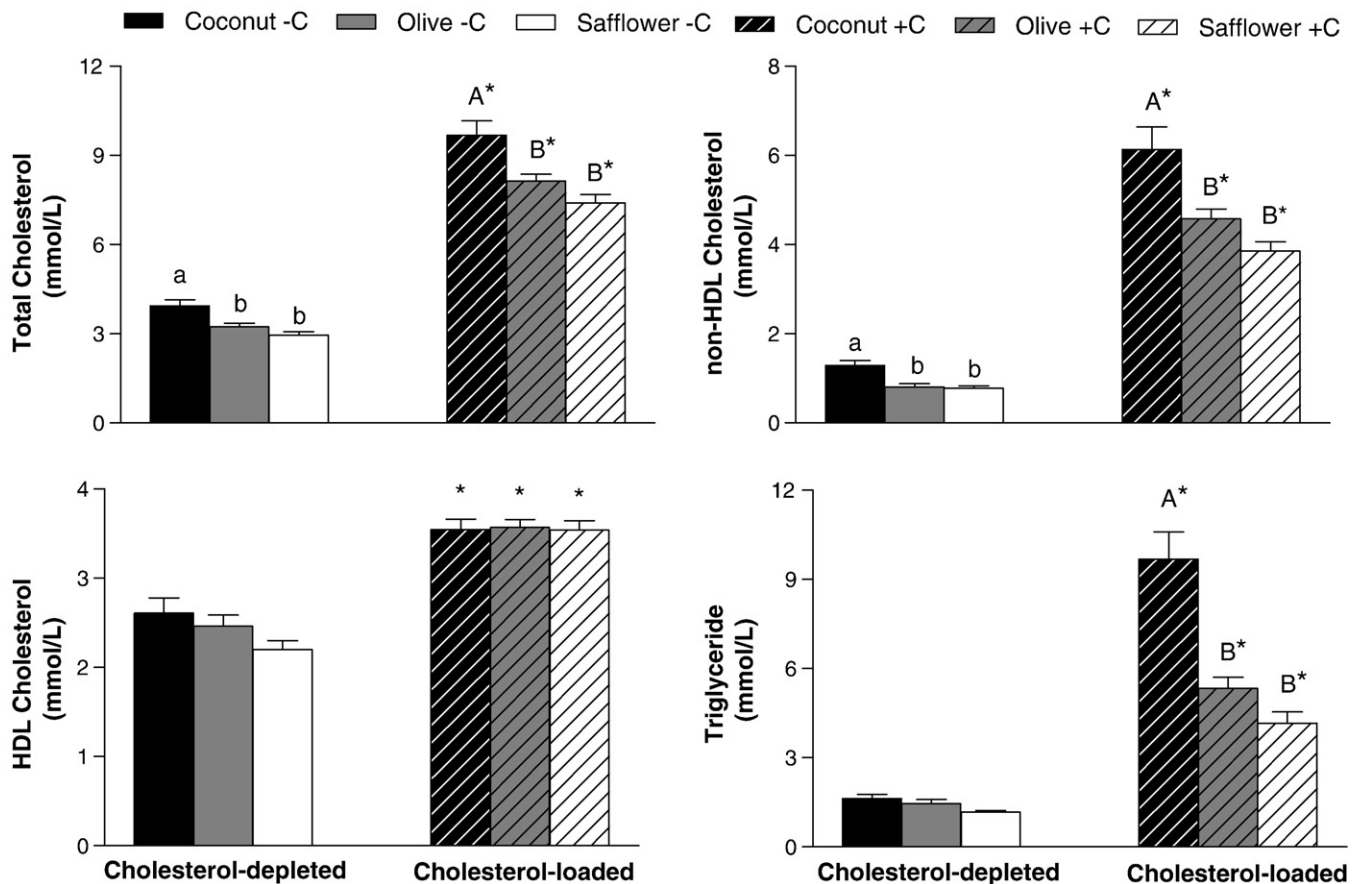 Coconut -C Olive -C Safflower -C Coconut +C Olive +C Safflower +C
Total Cholesterol
(mmol/L)
12
9
6
3
0
a
b
b
A*
B*
B*
non-HDL Cholesterol
(mmol/L)
8
6
4
2
0
a
b
b
A*
B*
B*
HDL Cholesterol
(mmol/L)
4
3
2
1
0
*
*
*
Cholesterol-depleted Cholesterol-loaded
Triglyceride
(mmol/L)
12
9
6
3
0
A*
B*
B*
Cholesterol-depleted Cholesterol-loaded